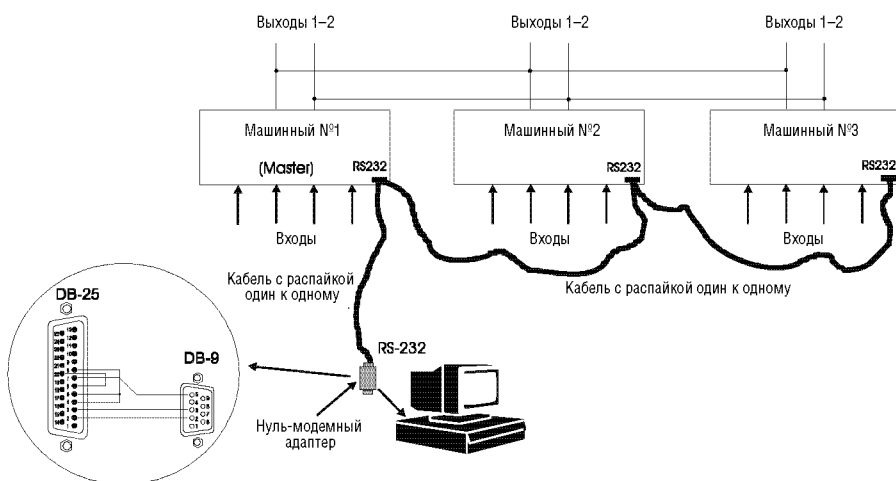 Выходы 1–2
Выходы 1–2
Выходы 1–2
Машинный №1
(Master)
RS232
Машинный №2
RS232
Машинный №3
RS232
Входы
Входы
Входы
Кабель с распайкой
один к одному
Кабель с распайкой один к одному
DB-25
DB-9
RS-232
Нуль-модемный
адаптер